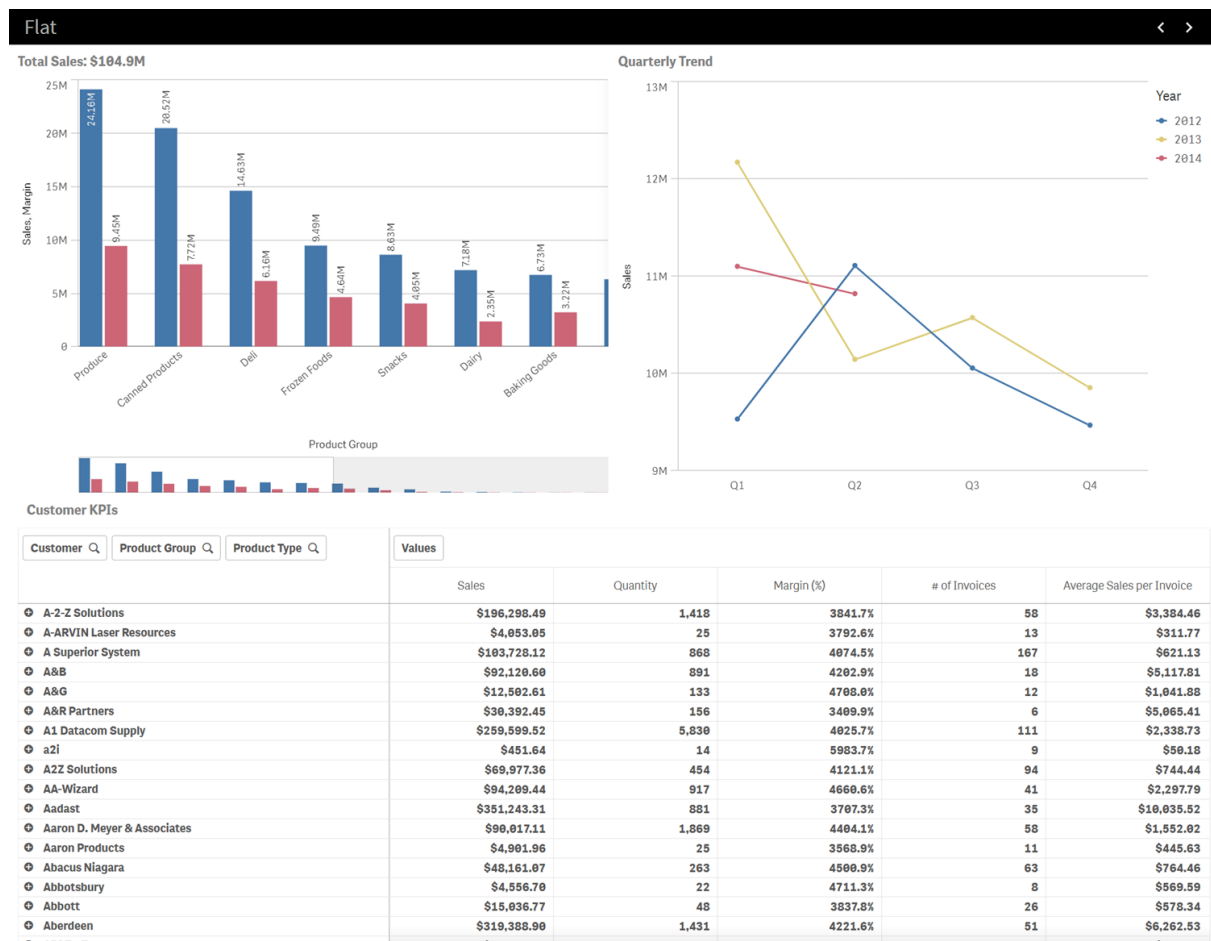 Flat
Total Sales: $104.9M
Sales, Margin
25M
20M
15M
10M
5M
0
24.16M
9.45M
20.52M
7.72M
14.63M
6.16M
9.49M
4.64M
8.63M
4.05M
7.18M
2.35M
6.73M
3.22M
Produce
Canned Products
Deli
Frozen Foods
Snacks
Dairy
Baking Goods
Product Group
Quarterly Trend
Sales
13M
12M
11M
10M
9M
Q1 Q2 Q3 Q4
Year
2012
2013
2014
Customer KPIs
Customer Product Group Product Type Values
Sales Quantity Margin (%) # of Invoices Average Sales per Invoice
A-2-Z Solutions $196,298.49 1,418 3841.7% 58 $3,384.46
A-ARVIN Laser Resources $4,053.05 25 3792.6% 13 $311.77
A Superior System $103,728.12 868 4074.5% 167 $621.13
A&B $92,120.60 891 4202.9% 18 $5,117.81
A&G $12,502.61 133 4708.0% 12 $1,041.88
A&R Partners $30,392.45 156 3409.9% 6 $5,065.41
A1 Datacom Supply $259,599.52 5,830 4025.7% 111 $2,338.73
a2i $451.64 14 5983.7% 9 $50.18
A2Z Solutions $69,977.36 454 4121.1% 94 $744.44
AA-Wizard $94,209.44 917 4660.6% 41 $2,297.79
Aadast $351,243.31 881 3707.3% 35 $10,035.52
Aaron D. Meyer & Associates $90,017.11 1,869 4404.1% 58 $1,552.02
Aaron Products $4,901.96 25 3568.9% 11 $445.63
Abacus Niagara $48,161.07 263 4500.9% 63 $764.46
Abbotsbury $4,556.70 22 4711.3% 8 $569.59
Abbott $15,036.77 48 3837.8% 26 $578.34
Aberdeen $319,388.90 1,431 4221.6% 51 $6,262.53